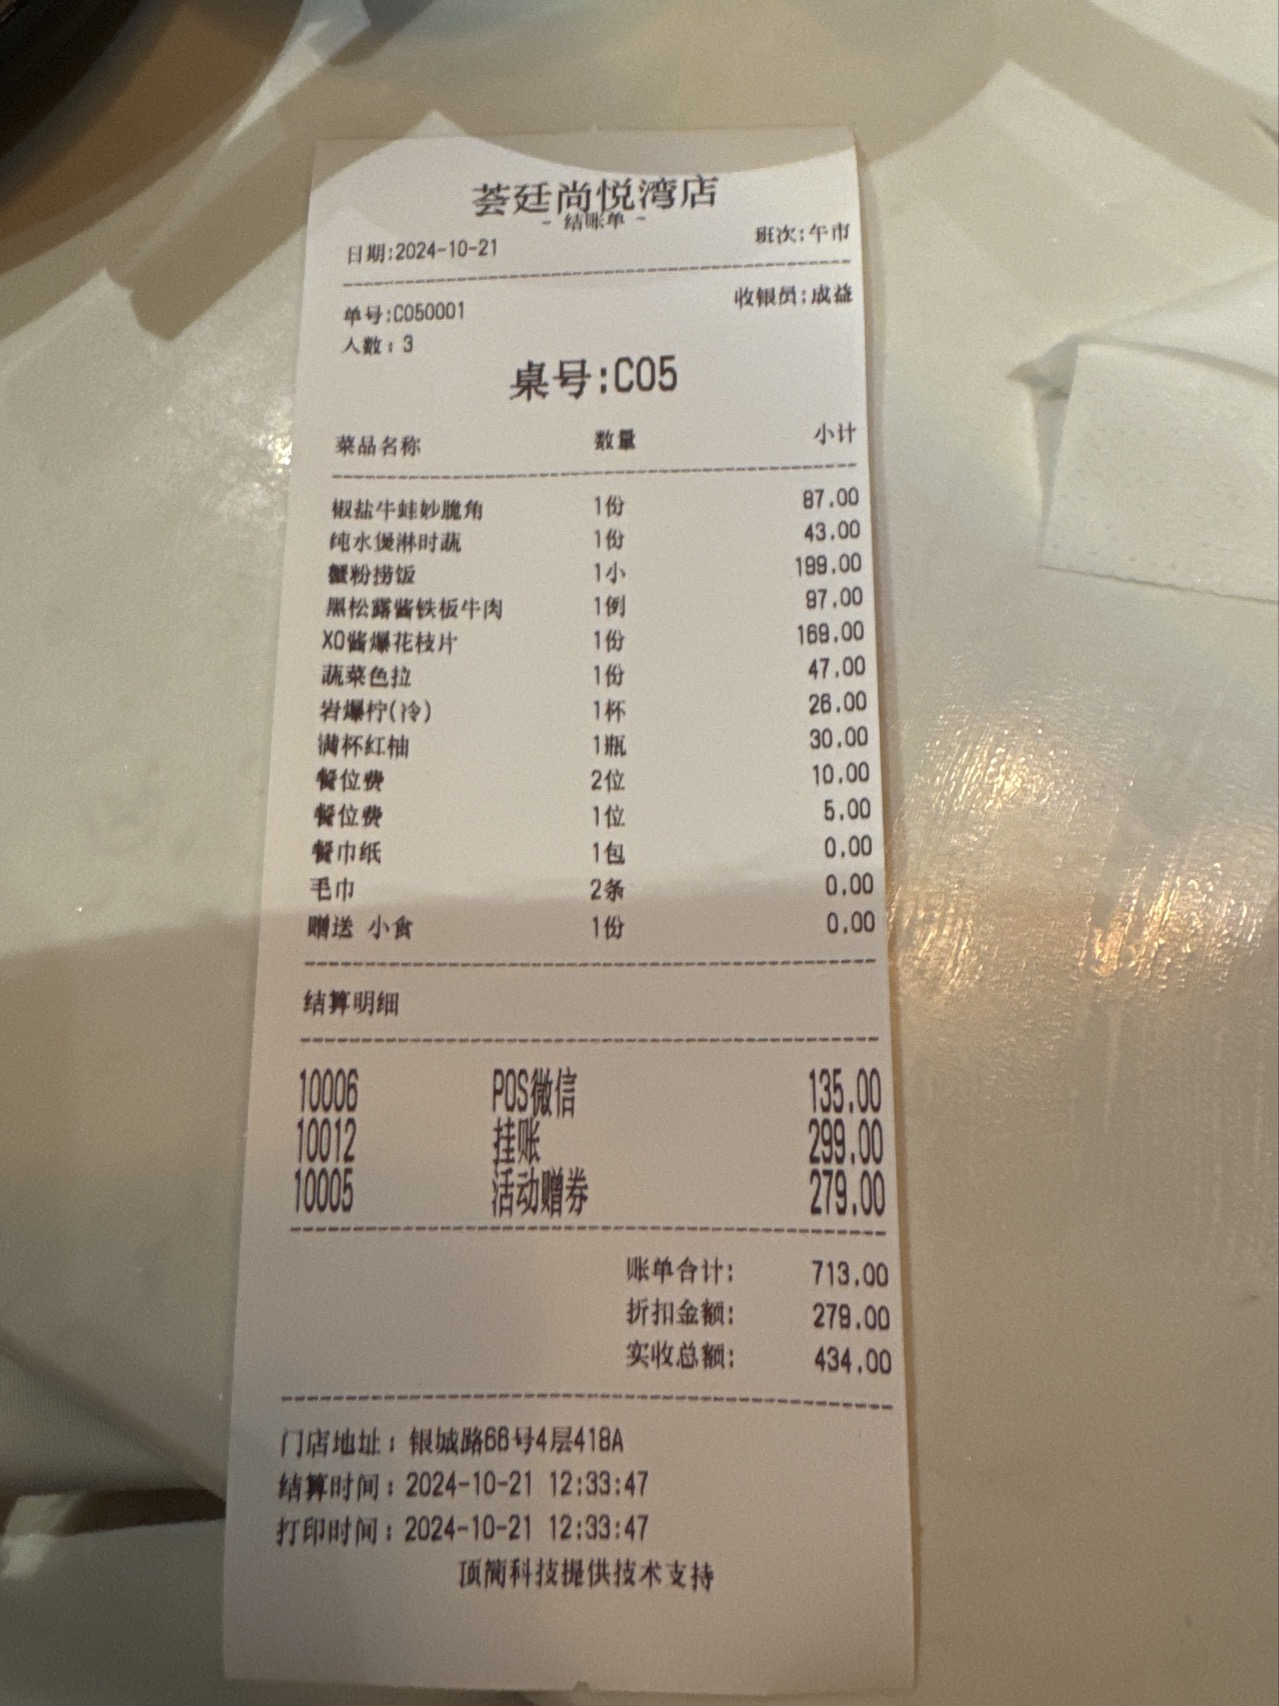 荟廷尚悦湾店
- 结账单 -
日期:2024-10-21 班次:午市
单号:C050001 收银员:成益
人数：3
桌号:C05
菜品名称 数量 小计
椒盐牛蛙妙脆角 1份 87.00
纯水煲淋时蔬 1份 43.00
蟹粉捞饭 1小 199.00
黑松露酱铁板牛肉 1例 97.00
XO酱爆花枝片 1份 169.00
蔬菜色拉 1份 47.00
岩爆柠(冷) 1杯 26.00
满杯红柚 1瓶 30.00
餐位费 2位 10.00
餐位费 1位 5.00
餐巾纸 1包 0.00
毛巾 2条 0.00
赠送 小食 1份 0.00
结算明细
10006 POS微信 135.00
10012 挂账 299.00
10005 活动赠券 279.00
账单合计: 713.00
折扣金额: 279.00
实收总额: 434.00
门店地址：银城路66号4层418A
结算时间：2024-10-21 12:33:47
打印时间：2024-10-21 12:33:47
顶简科技提供技术支持